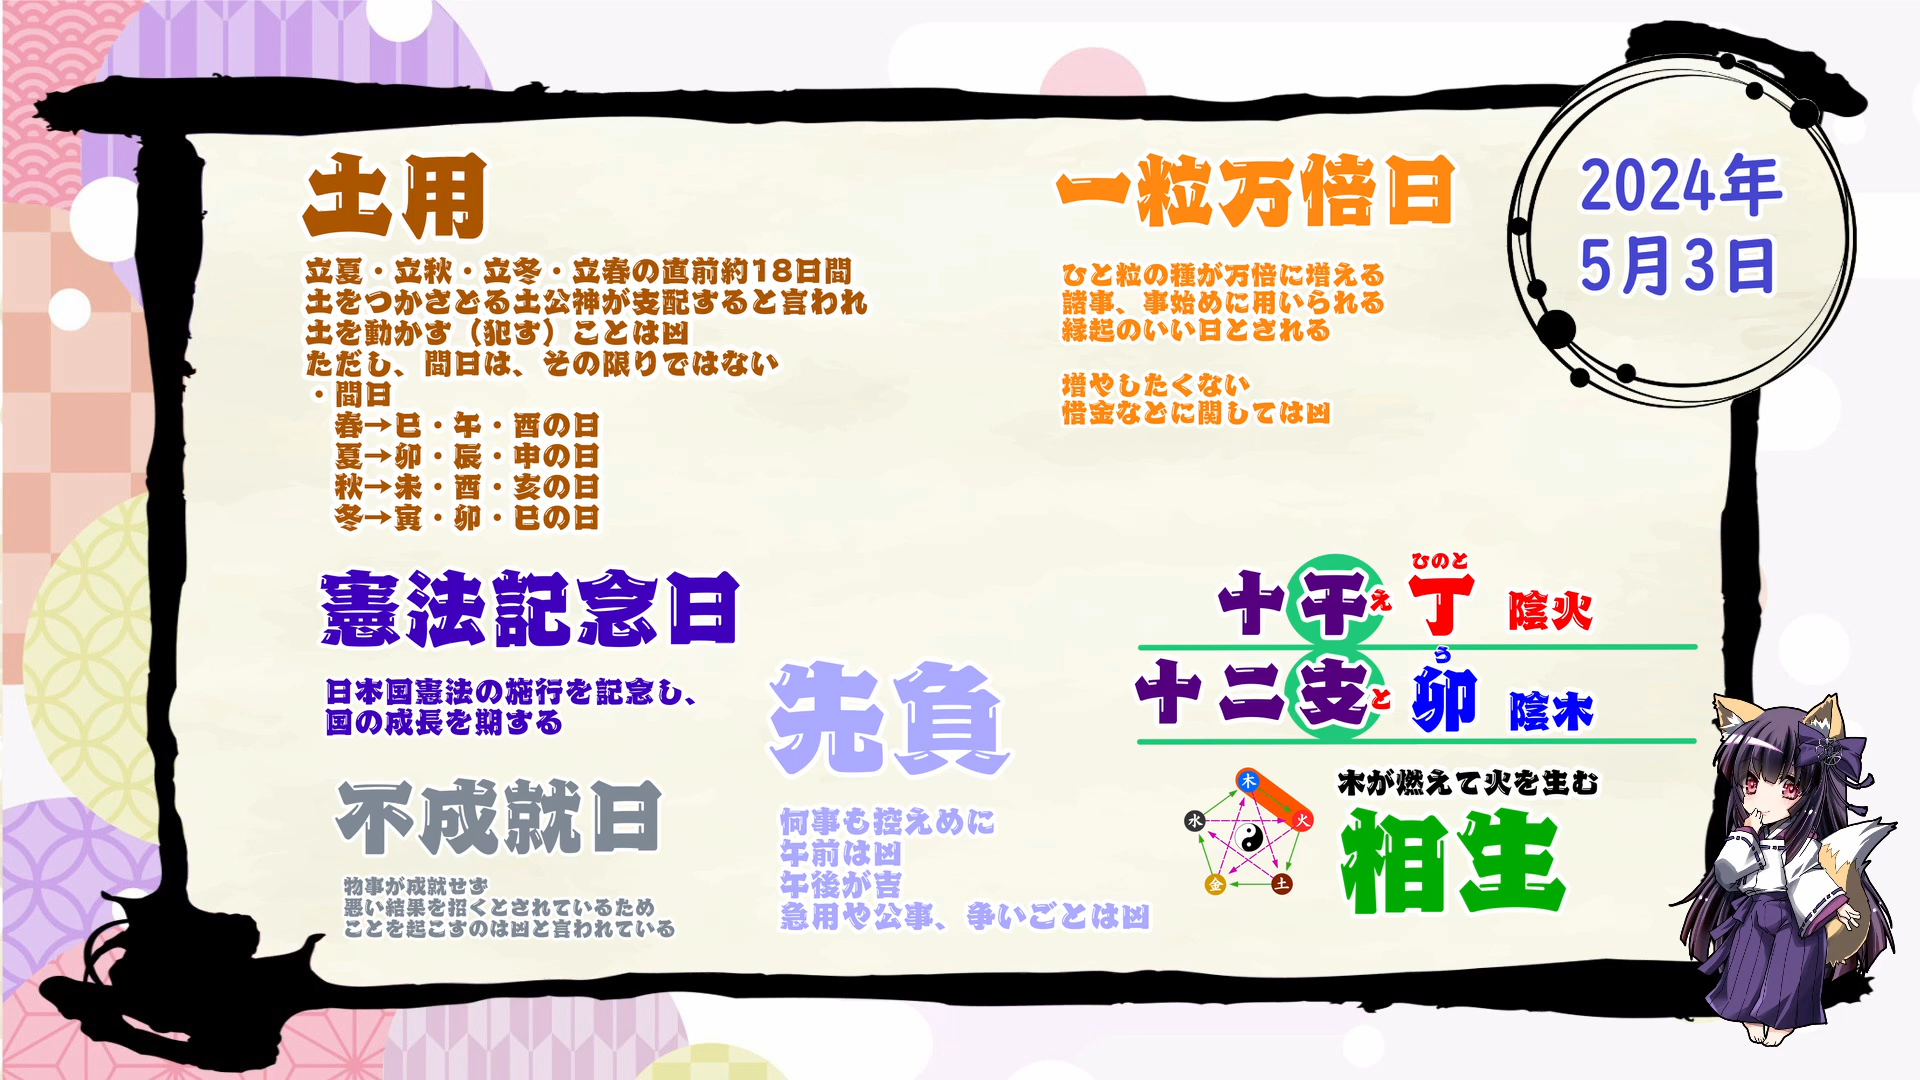 2024年
5月3日
土用
立夏・立秋・立冬・立春の直前約18日間
土をつかさどる土公神が支配すると言われ
土を動かす（犯す）ことは凶
ただし、間日は、その限りではない
・間日
春→巳・午・酉の日
夏→卯・辰・申の日
秋→未・酉・亥の日
冬→寅・卯・巳の日
一粒万倍日
ひと粒の種が万倍に増える
諸事、事始めに用いられる
縁起のいい日とされる
増やしたくない
借金などに関しては凶
憲法記念日
日本国憲法の施行を記念し、
国の成長を期する
不成就日
物事が成就せず
悪い結果を招くとされているため
ことを起こすのは凶と言われている
先負
何事も控えめに
午前は凶
午後が吉
急用や公事、争いごとは凶
ひのと
十干え 丁 陰火
う
十二支と 卯 陰木
木が燃えて火を生む
相生
木
火
土
金
水